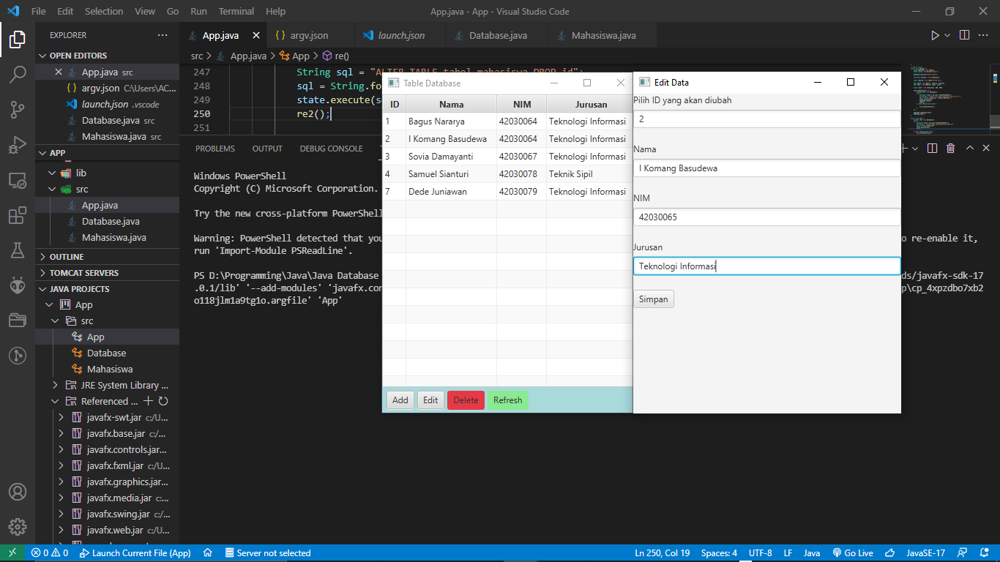 File Edit Selection View Go Run Terminal Help
App.java - App - Visual Studio Code
EXPLORER
OPEN EDITORS
App.java src
argv.json C:\Users\AC...
launch.json .vscode
Database.java src
Mahasiswa.java src
APP
lib
src
App.java
Database.java
Mahasiswa.java
OUTLINE
TOMCAT SERVERS
JAVA PROJECTS
App
src
App
Database
Mahasiswa
JRE System Library ...
Referenced ...
javafx-swt.jar c:/U...
javafx.base.jar c:/...
javafx.controls.jar...
javafx.fxml.jar c:/U...
javafx.graphics.jar...
javafx.media.jar c:...
javafx.swing.jar c:/...
javafx.web.jar c:/U...
App.java argv.json launch.json Database.java Mahasiswa.java
src > App.java > App > re()
247 String sql = "ALTER TABLE tabel_mahasiswa DROP id";
248 sql = String.fo
249 state.execute(s
250 re2();
251
PROBLEMS OUTPUT DEBUG CONSOLE
Windows PowerShell
Copyright (C) Microsoft Corporation.
Try the new cross-platform PowerShell
Warning: PowerShell detected that you o re-enable it,
run 'Import-Module PSReadLine'.
PS D:\Programming\Java\Java Database ds/javafx-sdk-17
.0.1/lib' '--add-modules' 'javafx.con p\cp_4xpzdbo7xb2
o118jlm1a9tg1o.argfile' 'App'
Table Database
ID Nama NIM Jurusan
1 Bagus Nararya 42030064 Teknologi Informasi
2 I Komang Basudewa 42030064 Teknologi Informasi
3 Sovia Damayanti 42030067 Teknologi Informasi
4 Samuel Sianturi 42030078 Teknik Sipil
7 Dede Juniawan 42030079 Teknologi Informasi
Add Edit Delete Refresh
Edit Data
Pilih ID yang akan diubah
2
Nama
I Komang Basudewa
NIM
42030065
Jurusan
Teknologi Informasi
Simpan
0 0 Launch Current File (App) Server not selected
Ln 250, Col 19 Spaces: 4 UTF-8 LF Java Go Live JavaSE-17